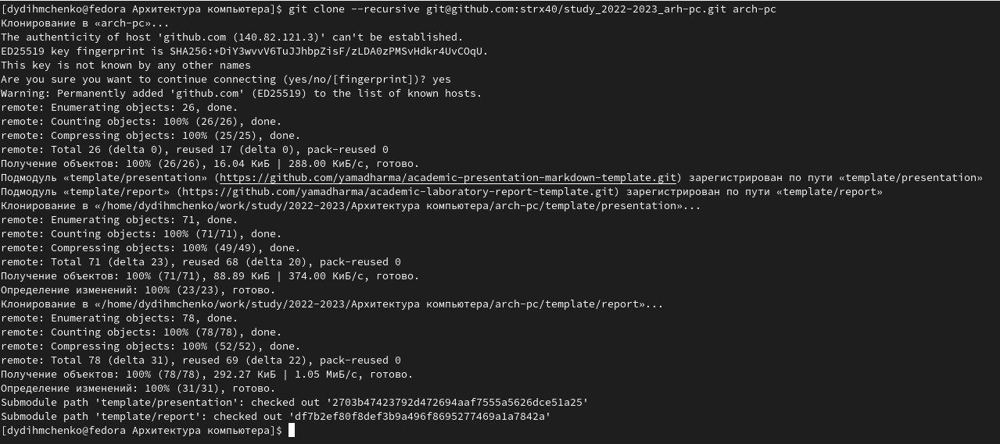 [dydihmchenko@fedora Архитектура компьютера]$ git clone --recursive git@github.com:strx40/study_2022-2023_arh-pc.git arch-pc
Клонирование в «arch-pc»...
The authenticity of host 'github.com (140.82.121.3)' can't be established.
ED25519 key fingerprint is SHA256:+DiY3wvvV6TuJJhbpZisF/zLDA0zPMSvHdkr4UvCOqU.
This key is not known by any other names
Are you sure you want to continue connecting (yes/no/[fingerprint])? yes
Warning: Permanently added 'github.com' (ED25519) to the list of known hosts.
remote: Enumerating objects: 26, done.
remote: Counting objects: 100% (26/26), done.
remote: Compressing objects: 100% (25/25), done.
remote: Total 26 (delta 0), reused 17 (delta 0), pack-reused 0
Получение объектов: 100% (26/26), 16.04 КиБ | 288.00 КиБ/с, готово.
Подмодуль «template/presentation» (https://github.com/yamadharma/academic-presentation-markdown-template.git) зарегистрирован по пути «template/presentation»
Подмодуль «template/report» (https://github.com/yamadharma/academic-laboratory-report-template.git) зарегистрирован по пути «template/report»
Клонирование в «/home/dydihmchenko/work/study/2022-2023/Архитектура компьютера/arch-pc/template/presentation»...
remote: Enumerating objects: 71, done.
remote: Counting objects: 100% (71/71), done.
remote: Compressing objects: 100% (49/49), done.
remote: Total 71 (delta 23), reused 68 (delta 20), pack-reused 0
Получение объектов: 100% (71/71), 88.89 КиБ | 374.00 КиБ/с, готово.
Определение изменений: 100% (23/23), готово.
Клонирование в «/home/dydihmchenko/work/study/2022-2023/Архитектура компьютера/arch-pc/template/report»...
remote: Enumerating objects: 78, done.
remote: Counting objects: 100% (78/78), done.
remote: Compressing objects: 100% (52/52), done.
remote: Total 78 (delta 31), reused 69 (delta 22), pack-reused 0
Получение объектов: 100% (78/78), 292.27 КиБ | 1.05 МиБ/с, готово.
Определение изменений: 100% (31/31), готово.
Submodule path 'template/presentation': checked out '2703b47423792d472694aaf7555a5626dce51a25'
Submodule path 'template/report': checked out 'df7b2ef80f8def3b9a496f8695277469a1a7842a'
[dydihmchenko@fedora Архитектура компьютера]$